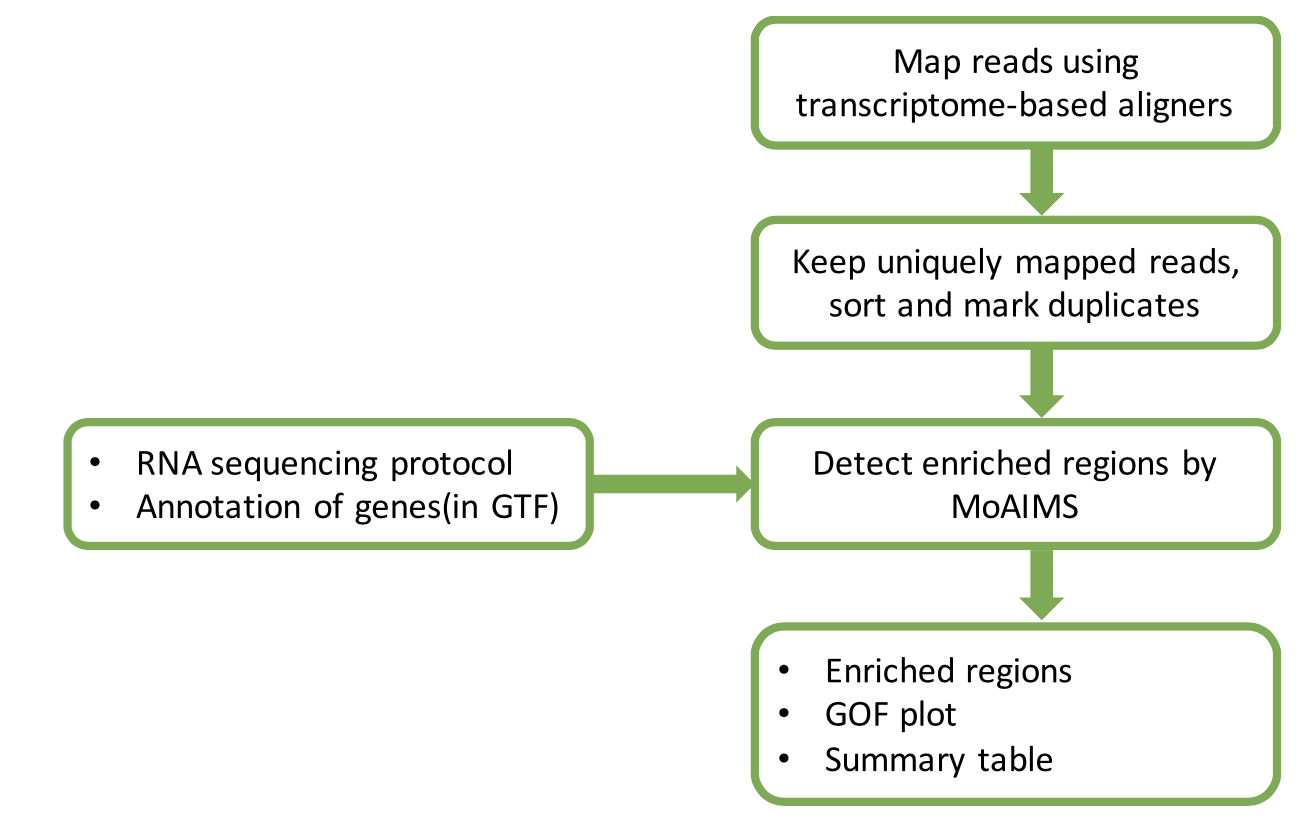 Map reads using
transcriptome-based aligners
Keep uniquely mapped reads,
sort and mark duplicates
• RNA sequencing protocol
• Annotation of genes(in GTF)
Detect enriched regions by
MoAIMS
• Enriched regions
• GOF plot
• Summary table